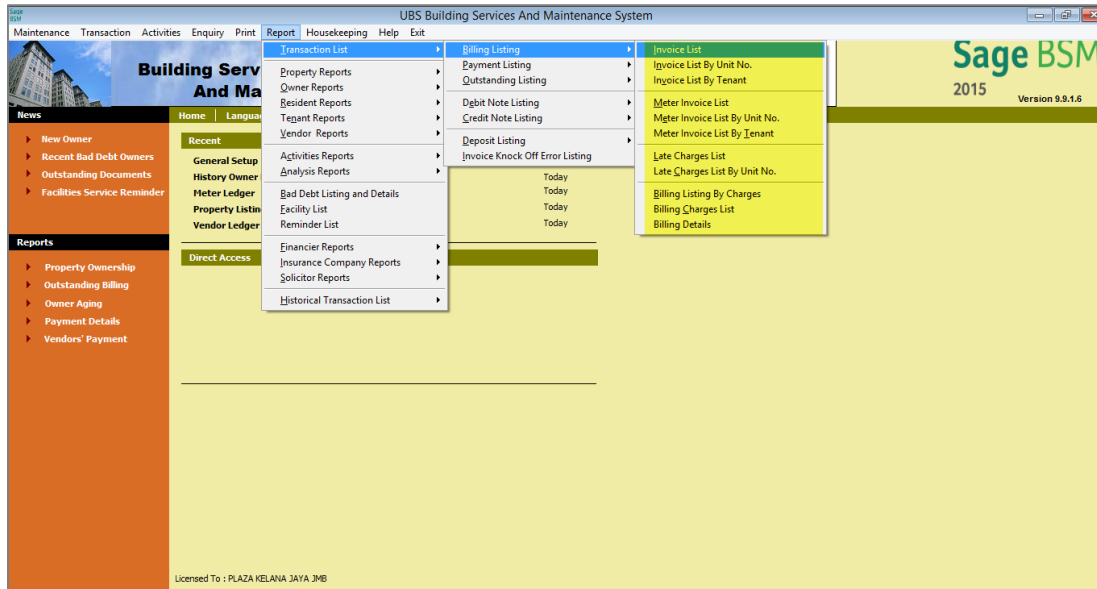 Sage
BSM
UBS Building Services And Maintenance System
Maintenance Transaction Activities Enquiry Print Report Housekeeping Help Exit
Building Serv
And Ma
Sage BSM
2015 Version 9.9.1.6
News
New Owner
Recent Bad Debt Owners
Outstanding Documents
Facilities Service Reminder
Reports
Property Ownership
Outstanding Billing
Owner Aging
Payment Details
Vendors' Payment
Home Langua
Recent
General Setup
History Owner
Today
Meter Ledger
Today
Property Listin
Today
Vendor Ledger
Today
Direct Access
Transaction List
Property Reports
Owner Reports
Resident Reports
Tenant Reports
Vendor Reports
Activities Reports
Analysis Reports
Bad Debt Listing and Details
Facility List
Reminder List
Financier Reports
Insurance Company Reports
Solicitor Reports
Historical Transaction List
Billing Listing
Payment Listing
Outstanding Listing
Debit Note Listing
Credit Note Listing
Deposit Listing
Invoice Knock Off Error Listing
Invoice List
Invoice List By Unit No.
Invoice List By Tenant
Meter Invoice List
Meter Invoice List By Unit No.
Meter Invoice List By Tenant
Late Charges List
Late Charges List By Unit No.
Billing Listing By Charges
Billing Charges List
Billing Details
Licensed To : PLAZA KELANA JAYA JMB